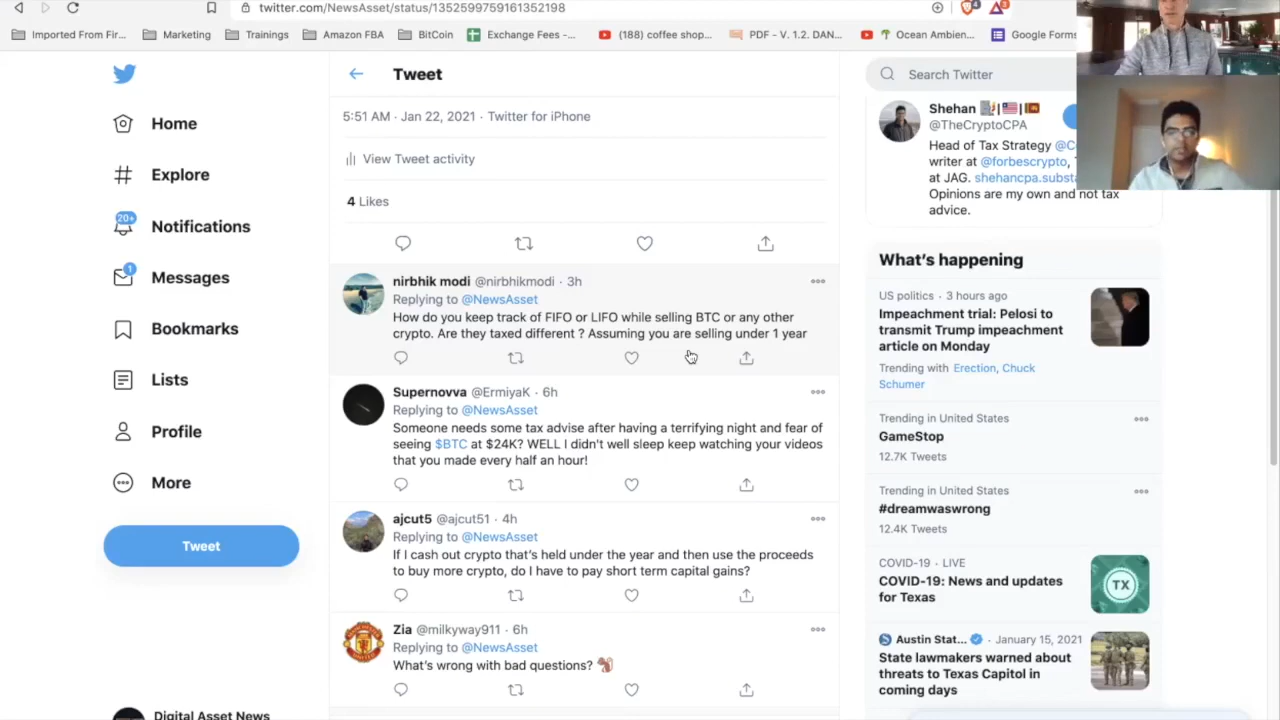 twitter.com/NewsAsset/status/1352599759161352198
4
3
Imported From Fir...
Marketing
Trainings
Amazon FBA
BitCoin
Exchange Fees -...
(188) coffee shop...
PDF - V. 1.2. DAN...
Ocean Ambien...
Google Forms
Home
Explore
20+
Notifications
1
Messages
Bookmarks
Lists
Profile
More
Tweet
Digital Asset News
Tweet
5:51 AM · Jan 22, 2021 · Twitter for iPhone
View Tweet activity
4 Likes
nirbhik modi @nirbhikmodi · 3h
Replying to @NewsAsset
How do you keep track of FIFO or LIFO while selling BTC or any other
crypto. Are they taxed different ? Assuming you are selling under 1 year
Supernovva @ErmiyaK · 6h
Replying to @NewsAsset
Someone needs some tax advise after having a terrifying night and fear of
seeing $BTC at $24K? WELL I didn't well sleep keep watching your videos
that you made every half an hour!
ajcut5 @ajcut51 · 4h
Replying to @NewsAsset
If I cash out crypto that's held under the year and then use the proceeds
to buy more crypto, do I have to pay short term capital gains?
Zia @milkyway911 · 6h
Replying to @NewsAsset
What's wrong with bad questions? 🐿️
Search Twitter
Shehan
@TheCryptoCPA
Head of Tax Strategy @C
writer at @forbescrypto,
at JAG. shehancpa.subst
Opinions are my own and not tax
advice.
What's happening
US politics · 3 hours ago
Impeachment trial: Pelosi to
transmit Trump impeachment
article on Monday
Trending with Erection, Chuck
Schumer
Trending in United States
GameStop
12.7K Tweets
Trending in United States
#dreamwaswrong
12.4K Tweets
COVID-19 · LIVE
COVID-19: News and updates
for Texas
TX
Austin Stat... · January 15, 2021
State lawmakers warned about
threats to Texas Capitol in
coming days